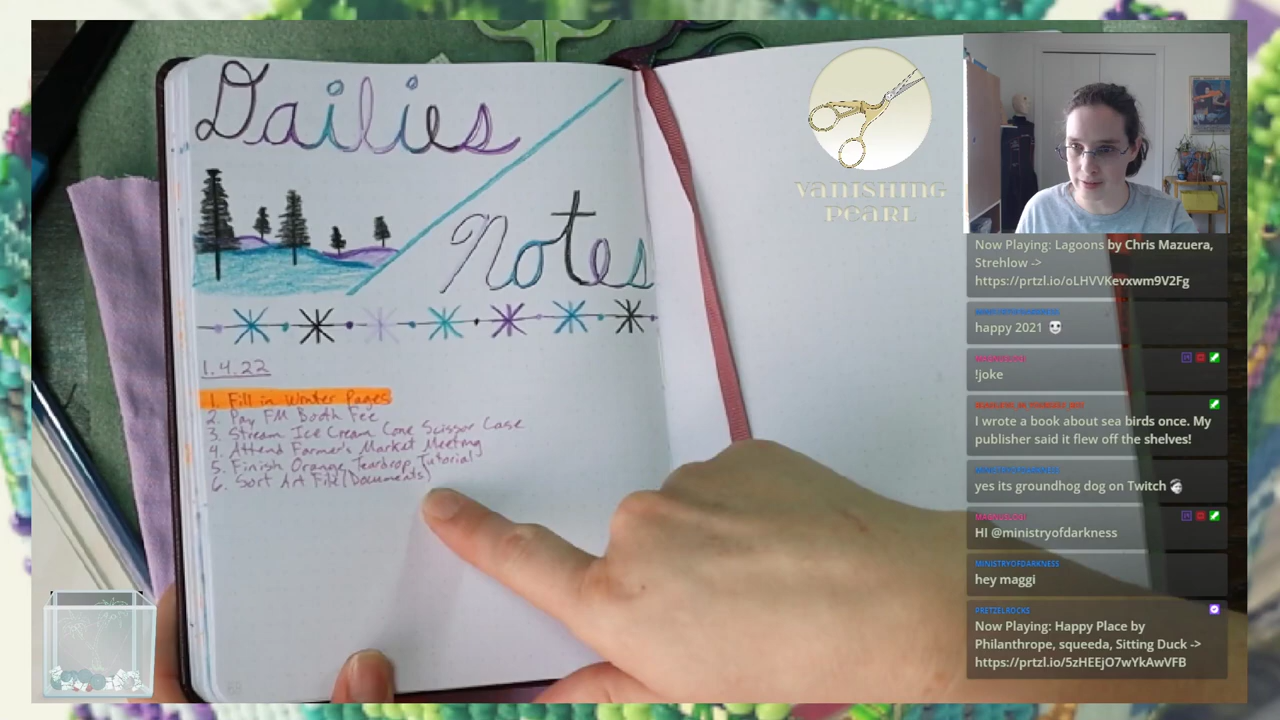 Dailies
Notes
1.4.22
1. Fill in Winter Pages
2. Pay FM Booth Fee
3. Stream Ice Cream Cone Scissor Case
4. Attend Farmer's Market Meeting
5. Finish Orange Teardrop Tutorial
6. Sort Art File (Documents)
VANISHING
PEARL
Now Playing: Lagoons by Chris Mazuera,
Strehlow ->
https://prtzl.io/oLHVVKevxwm9V2Fg
happy 2021
!joke
I wrote a book about sea birds once. My
publisher said it flew off the shelves!
yes its groundhog dog on Twitch
HI @ministryofdarkness
MINISTRYOFDARKNESS
hey maggi
PRETZELROCKS
Now Playing: Happy Place by
Philanthrope, squeeda, Sitting Duck ->
https://prtzl.io/5zHEEjO7wYkAwVFB